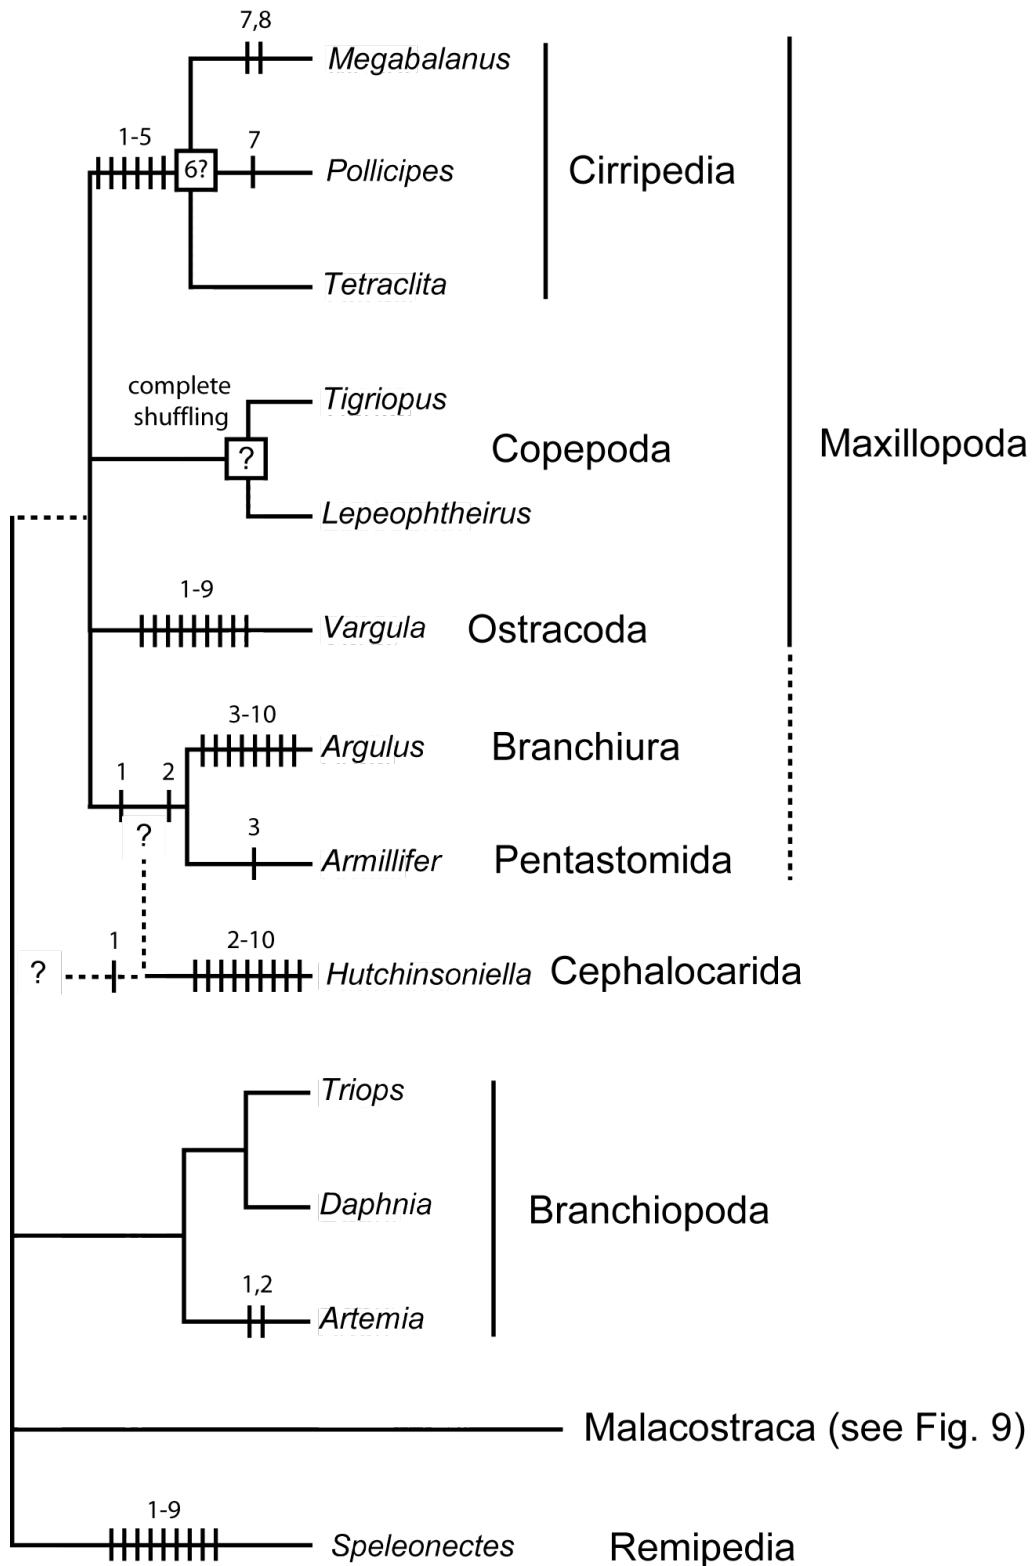 7,8
Megabalanus
1-5
6?
7
Pollicipes
Cirripedia
Tetraclita
complete
shuffling
Tigriopus
?
Copepoda
Maxillopoda
Lepeophtheirus
1-9
Vargula
Ostracoda
3-10
Argulus
Branchiura
1
2
?
3
Armillifer
Pentastomida
?
1
2-10
Hutchinsoniella
Cephalocarida
Triops
Daphnia
Branchiopoda
1,2
Artemia
Malacostraca (see Fig. 9)
1-9
Speleonectes
Remipedia